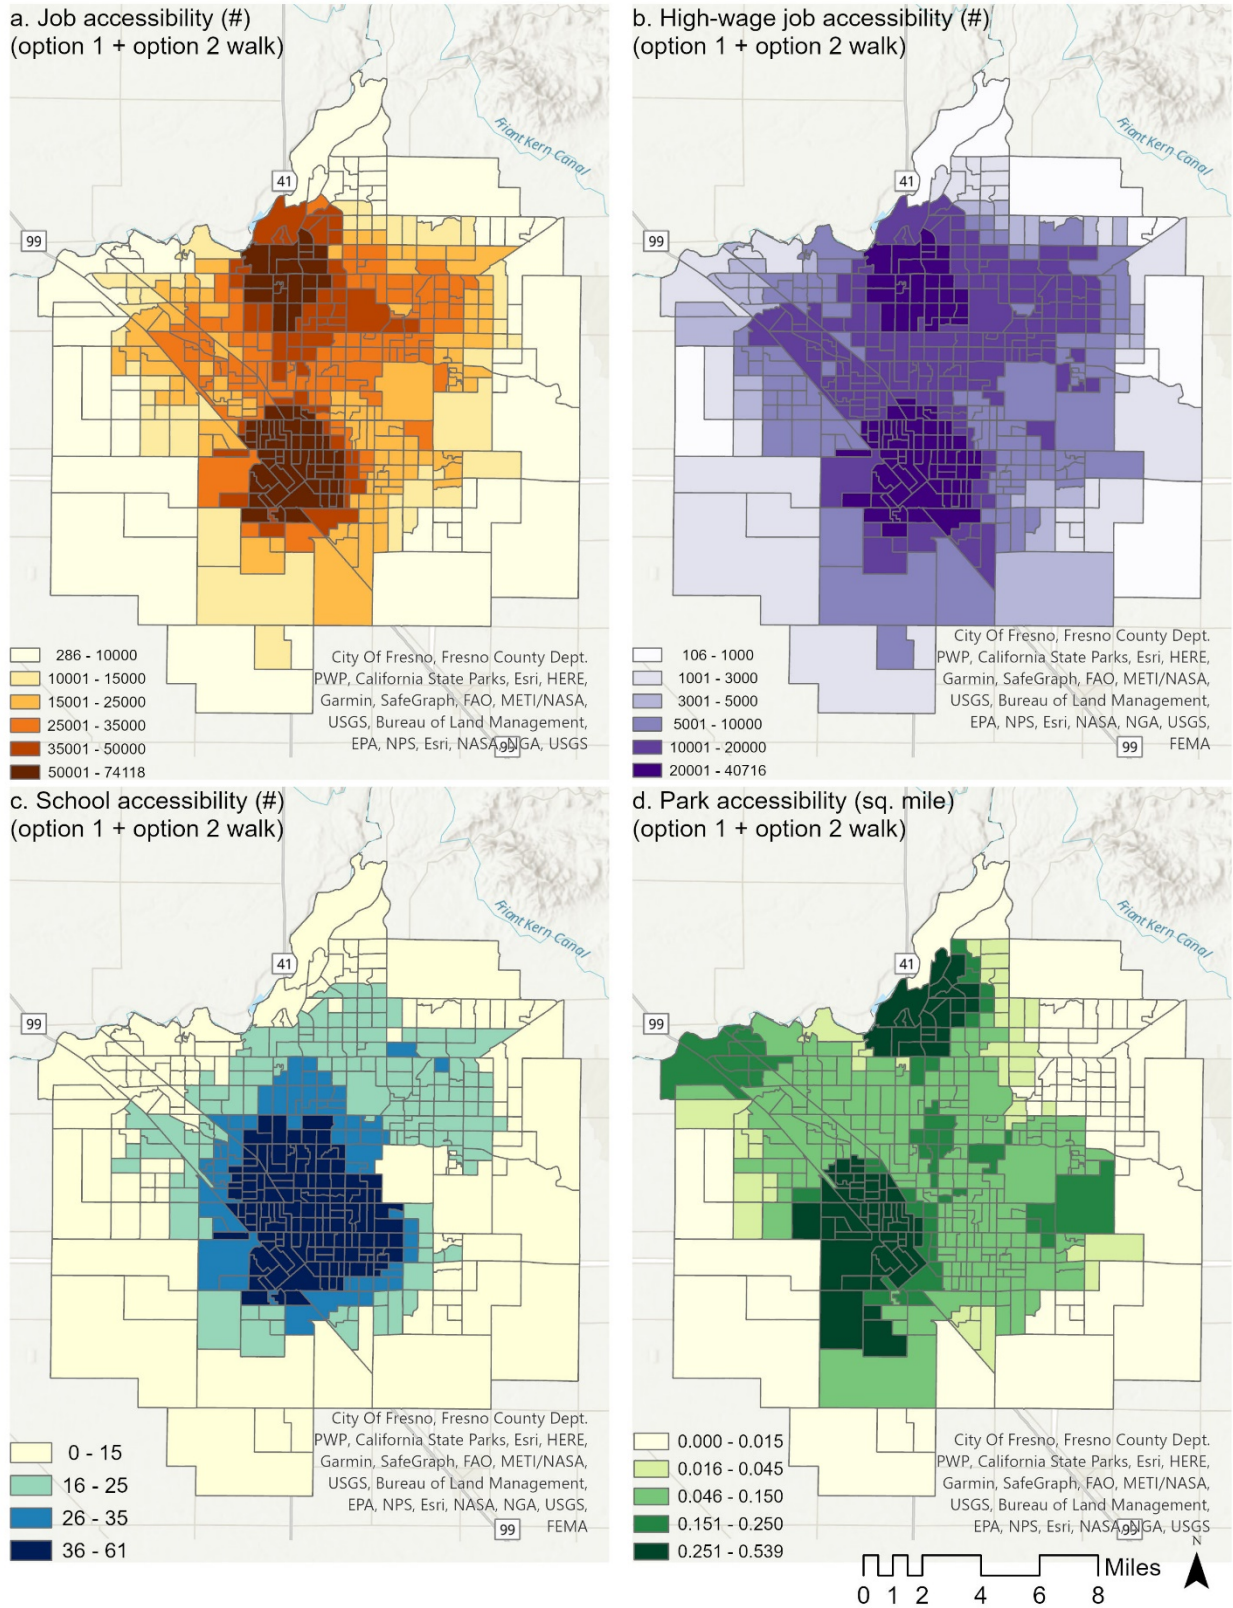 a. Job accessibility (#)
(option 1 + option 2 walk)
Friant Kern Canal
41
99
286 - 10000
10001 - 15000
15001 - 25000
25001 - 35000
35001 - 50000
50001 - 74118
City Of Fresno, Fresno County Dept.
PWP, California State Parks, Esri, HERE,
Garmin, SafeGraph, FAO, METI/NASA,
USGS, Bureau of Land Management,
EPA, NPS, Esri, NASA, NGA, USGS
99
b. High-wage job accessibility (#)
(option 1 + option 2 walk)
Friant Kern Canal
41
99
106 - 1000
1001 - 3000
3001 - 5000
5001 - 10000
10001 - 20000
20001 - 40716
City Of Fresno, Fresno County Dept.
PWP, California State Parks, Esri, HERE,
Garmin, SafeGraph, FAO, METI/NASA,
USGS, Bureau of Land Management,
EPA, NPS, Esri, NASA, NGA, USGS,
FEMA
99
c. School accessibility (#)
(option 1 + option 2 walk)
Friant Kern Canal
41
99
0 - 15
16 - 25
26 - 35
36 - 61
City Of Fresno, Fresno County Dept.
PWP, California State Parks, Esri, HERE,
Garmin, SafeGraph, FAO, METI/NASA,
USGS, Bureau of Land Management,
EPA, NPS, Esri, NASA, NGA, USGS,
FEMA
99
d. Park accessibility (sq. mile)
(option 1 + option 2 walk)
Friant Kern Canal
41
99
0.000 - 0.015
0.016 - 0.045
0.046 - 0.150
0.151 - 0.250
0.251 - 0.539
City Of Fresno, Fresno County Dept.
PWP, California State Parks, Esri, HERE,
Garmin, SafeGraph, FAO, METI/NASA,
USGS, Bureau of Land Management,
EPA, NPS, Esri, NASA, NGA, USGS
99
N
Miles
0 1 2 4 6 8